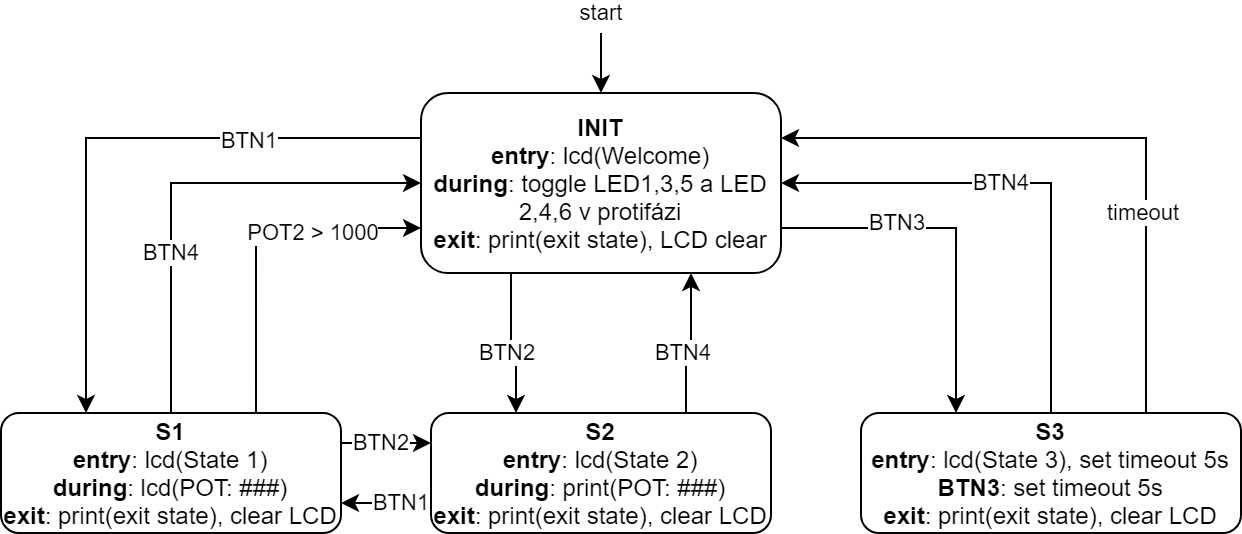 start
INIT
entry: lcd(Welcome)
during: toggle LED1,3,5 a LED
2,4,6 v protifázi
exit: print(exit state), LCD clear
BTN1
BTN4
POT2 > 1000
BTN4
BTN3
timeout
BTN2
BTN4
S1
entry: lcd(State 1)
during: lcd(POT: ###)
exit: print(exit state), clear LCD
BTN2
BTN1
S2
entry: lcd(State 2)
during: print(POT: ###)
exit: print(exit state), clear LCD
S3
entry: lcd(State 3), set timeout 5s
BTN3: set timeout 5s
exit: print(exit state), clear LCD